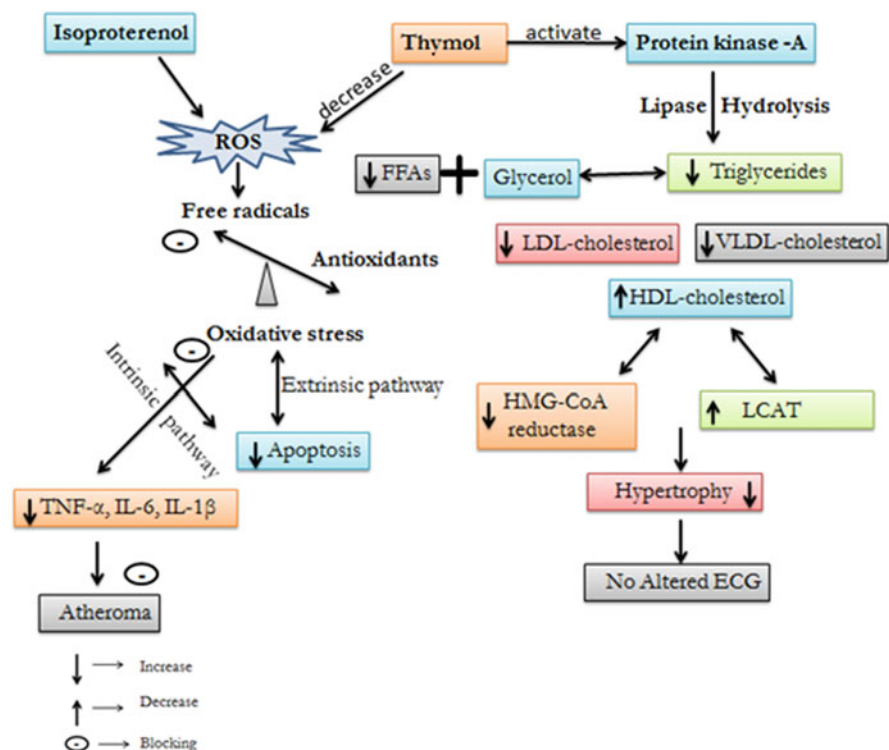 Isoproterenol
Thymol
activate
Protein kinase -A
decrease
Lipase Hydrolysis
ROS
FFAs
Glycerol
Triglycerides
Free radicals
Antioxidants
LDL-cholesterol
VLDL-cholesterol
HDL-cholesterol
Oxidative stress
Intrinsic pathway
Extrinsic pathway
HMG-CoA
reductase
LCAT
Apoptosis
TNF-α, IL-6, IL-1β
Hypertrophy
Atheroma
No Altered ECG
Increase
Decrease
Blocking